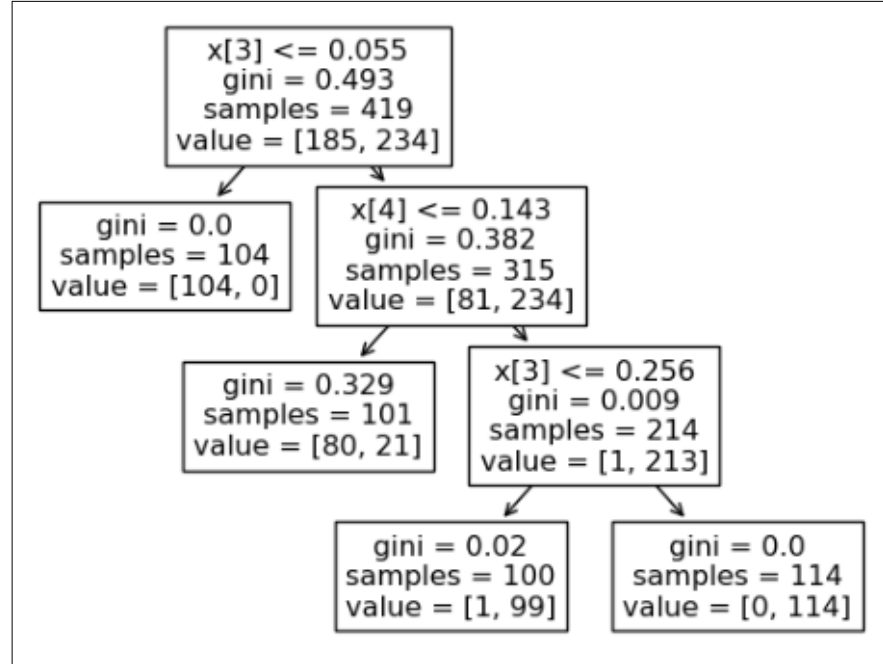 x[3] <= 0.055
gini = 0.493
samples = 419
value = [185, 234]
gini = 0.0
samples = 104
value = [104, 0]
x[4] <= 0.143
gini = 0.382
samples = 315
value = [81, 234]
gini = 0.329
samples = 101
value = [80, 21]
x[3] <= 0.256
gini = 0.009
samples = 214
value = [1, 213]
gini = 0.02
samples = 100
value = [1, 99]
gini = 0.0
samples = 114
value = [0, 114]